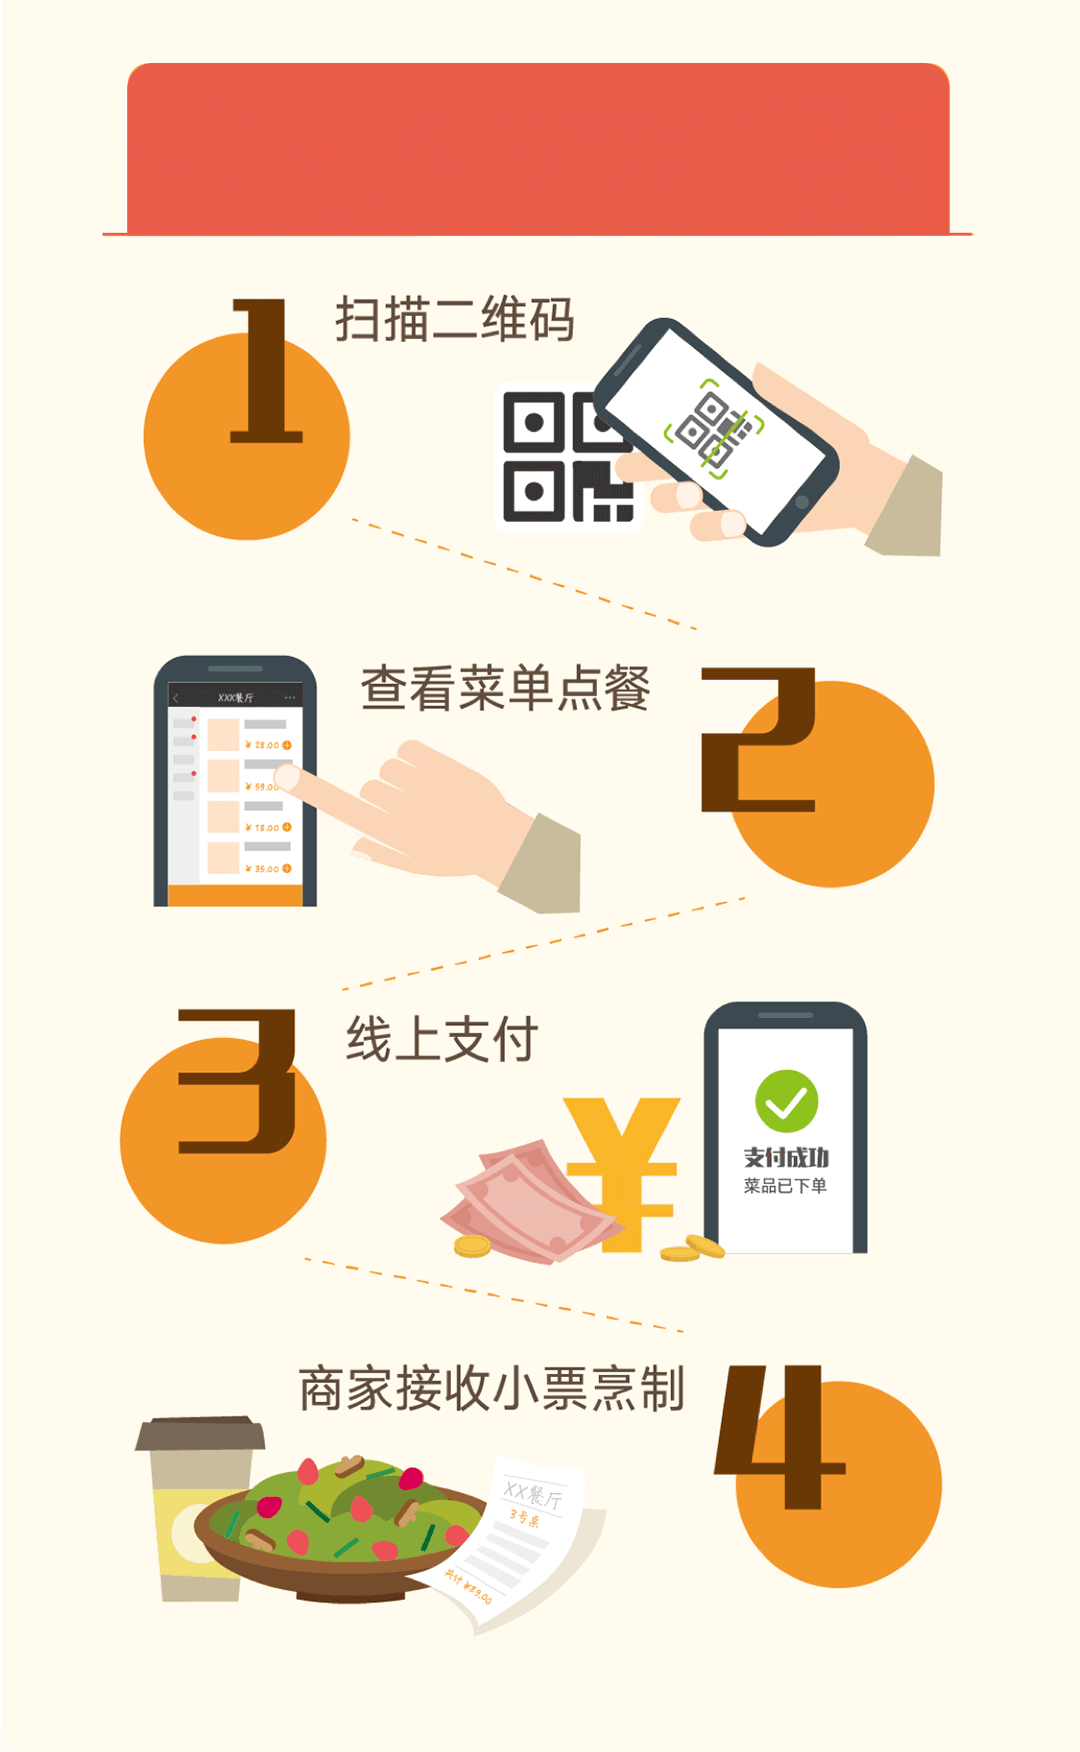 1
扫描二维码
查看菜单点餐
2
XXX餐厅
¥ 28.00
¥ 59.00
¥ 18.00
¥ 35.00
3
线上支付
¥
支付成功
菜品已下单
商家接收小票烹制
4
XX餐厅
3号桌
共计 ¥89.00